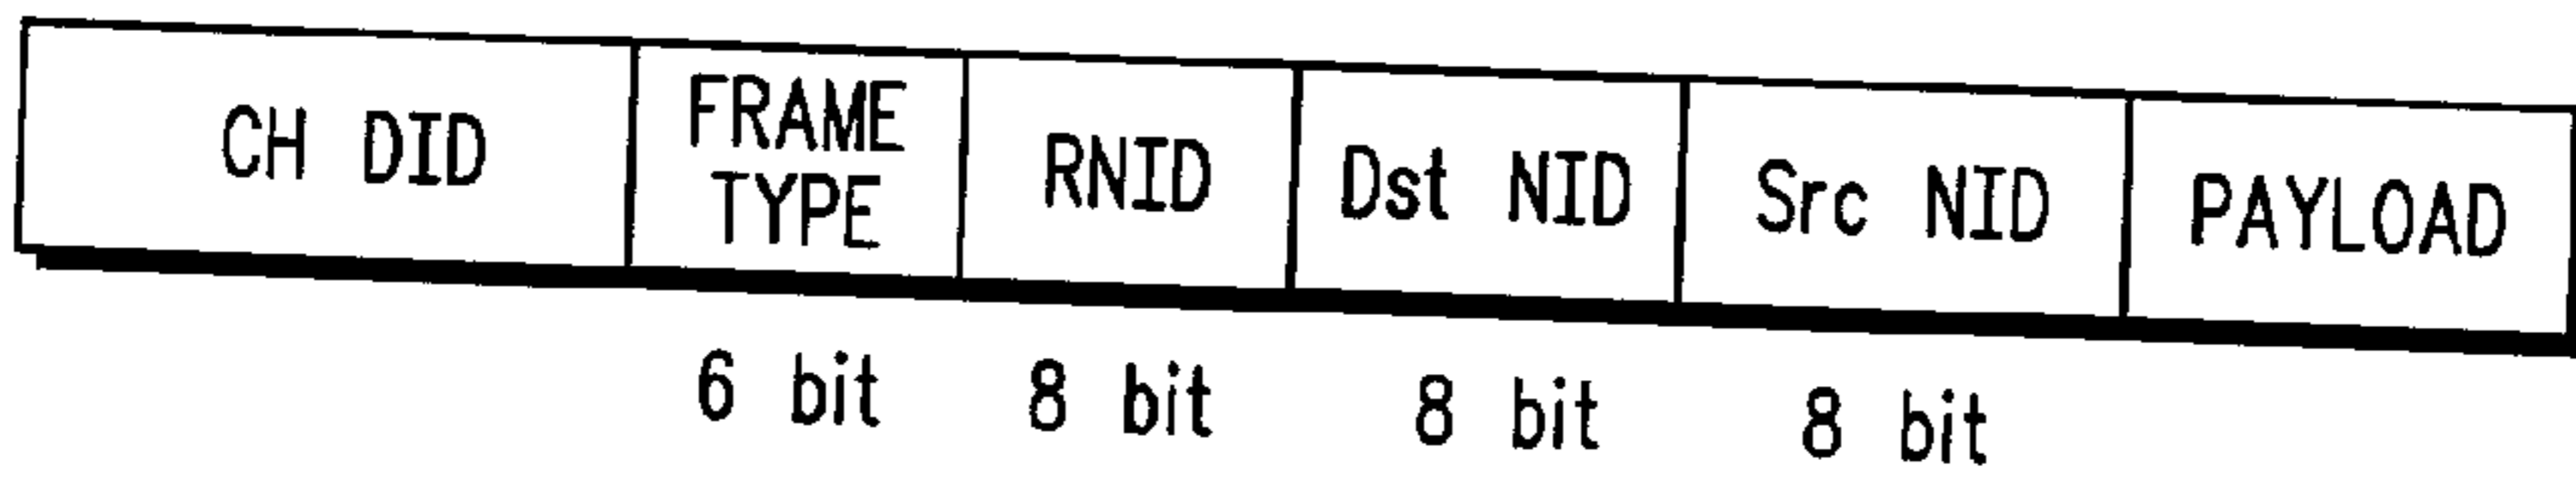 CH DID
FRAME
TYPE
RNID
Dst NID
Src NID
PAYLOAD
6 bit
8 bit
8 bit
8 bit